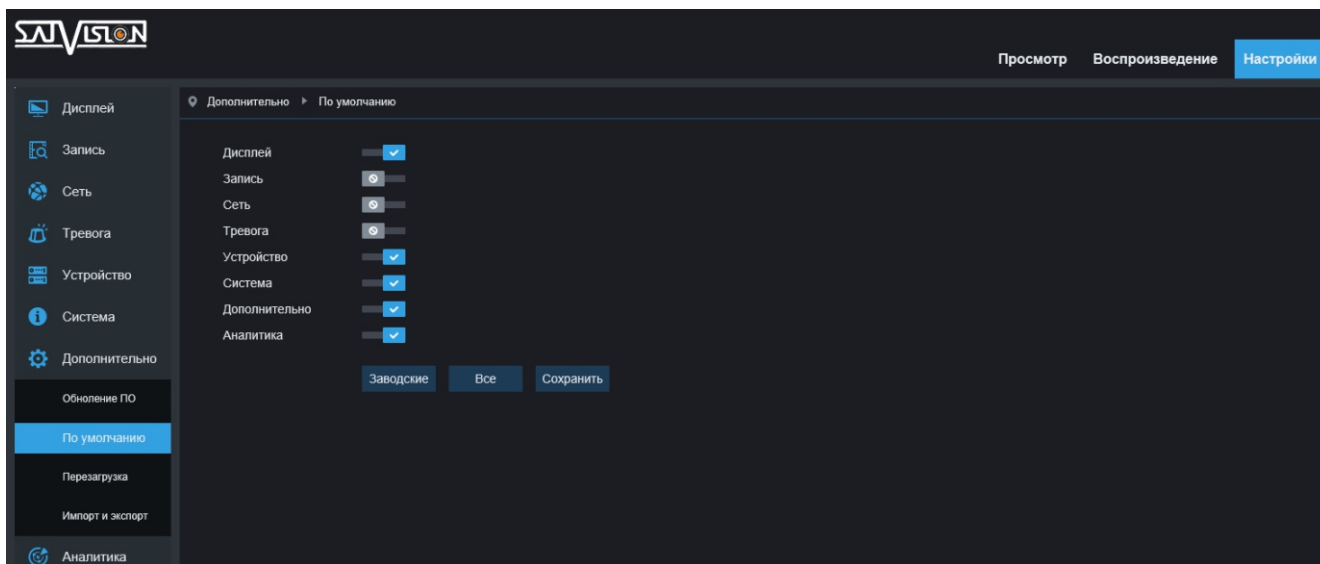 SATVISION
Просмотр Воспроизведение Настройки
Дисплей
Запись
Сеть
Тревога
Устройство
Система
Дополнительно
Обноление ПО
По умолчанию
Перезагрузка
Импорт и экспорт
Аналитика
Дополнительно По умолчанию
Дисплей
Запись
Сеть
Тревога
Устройство
Система
Дополнительно
Аналитика
Заводские Все Сохранить